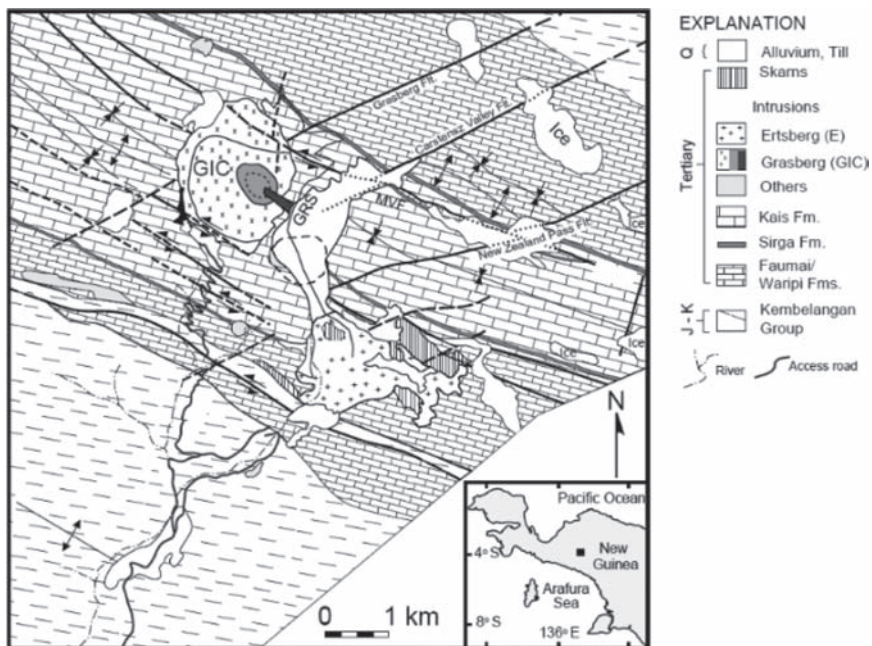 EXPLANATION
Q
Alluvium, Till
Skarns
Tertiary
Intrusions
Ertsberg (E)
Grasberg (GIC)
Others
Kais Fm.
Sirga Fm.
Faumai/
Waripi Fms.
J - K
Kembelangan
Group
River
Access road
Grasberg Flt.
Carstensz Valley Flt.
Ice
GIC
GRS
MVF
New Zealand Pass Flt.
Ice
Ice
Ice
E
N
0 1 km
Pacific Ocean
4° S
New
Guinea
Arafura
Sea
8° S
136° E